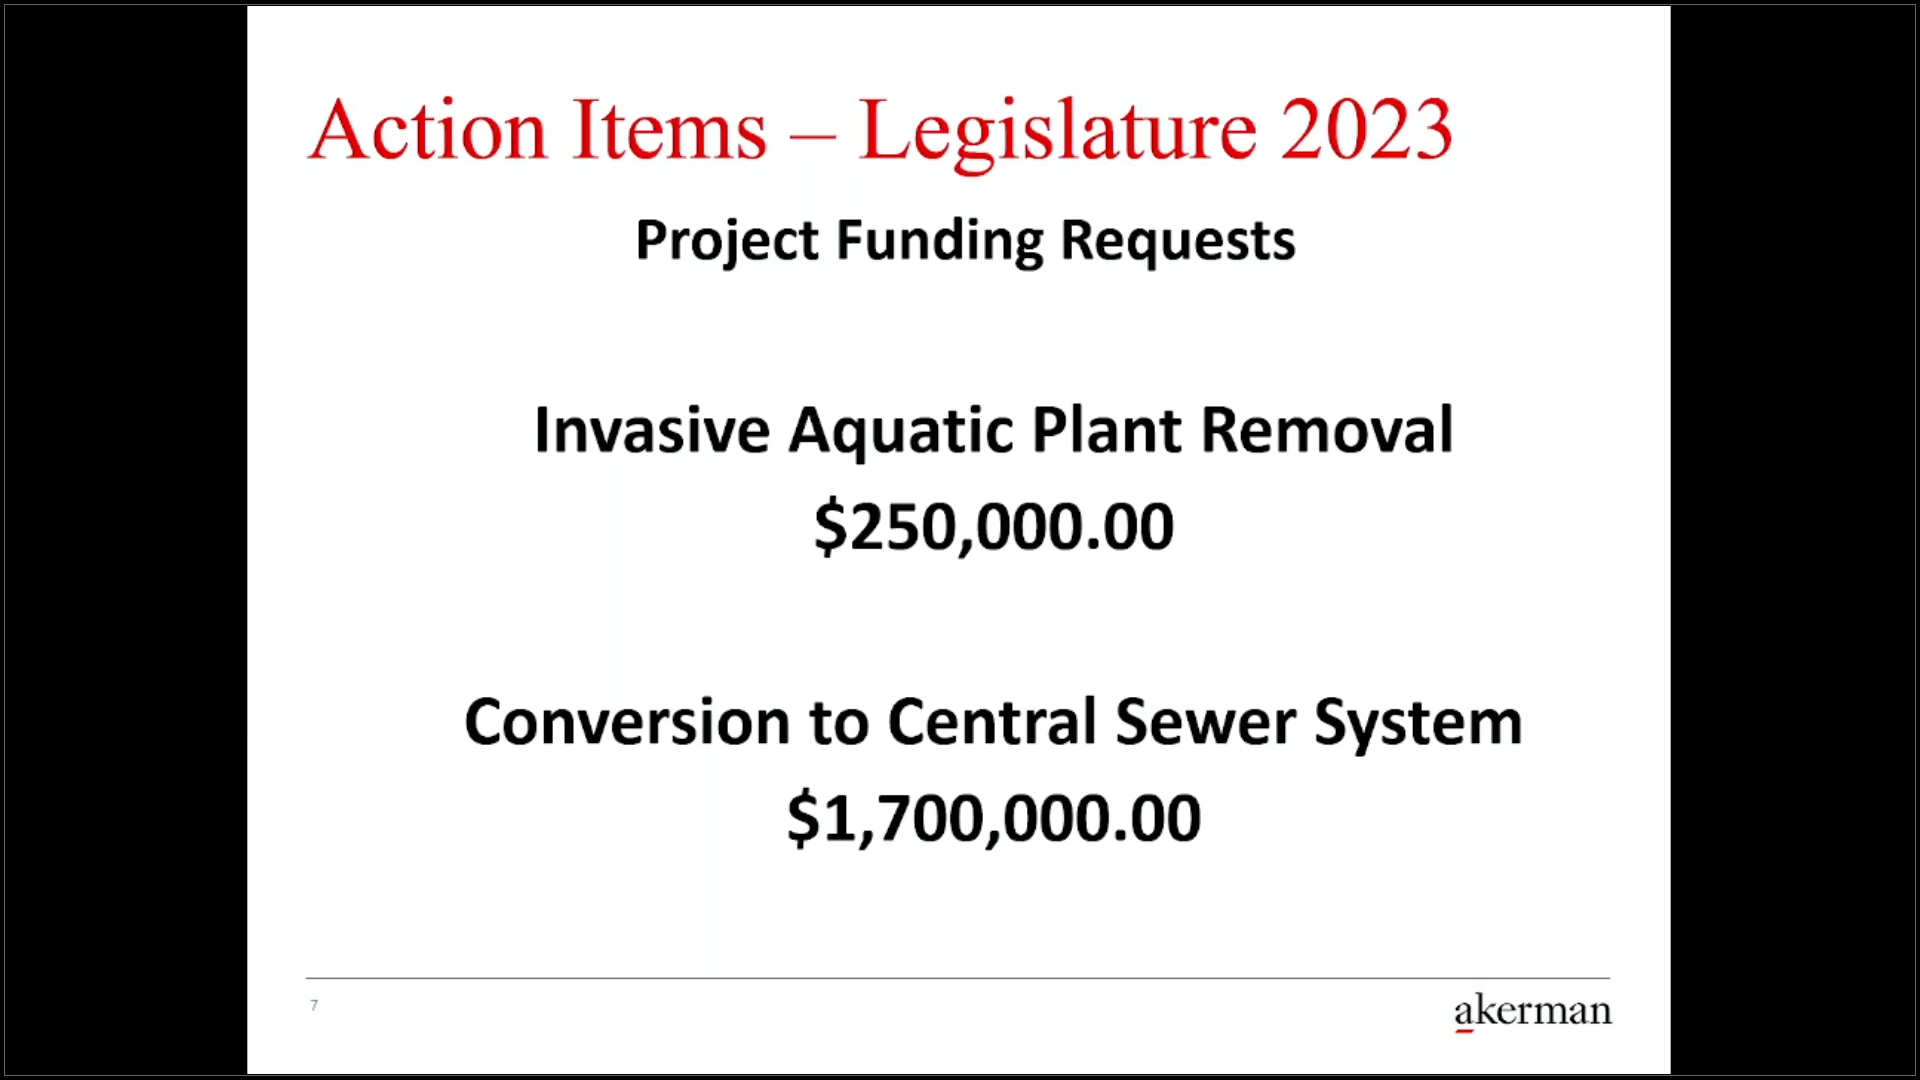 Action Items – Legislature 2023
Project Funding Requests
Invasive Aquatic Plant Removal
$250,000.00
Conversion to Central Sewer System
$1,700,000.00
7
akerman